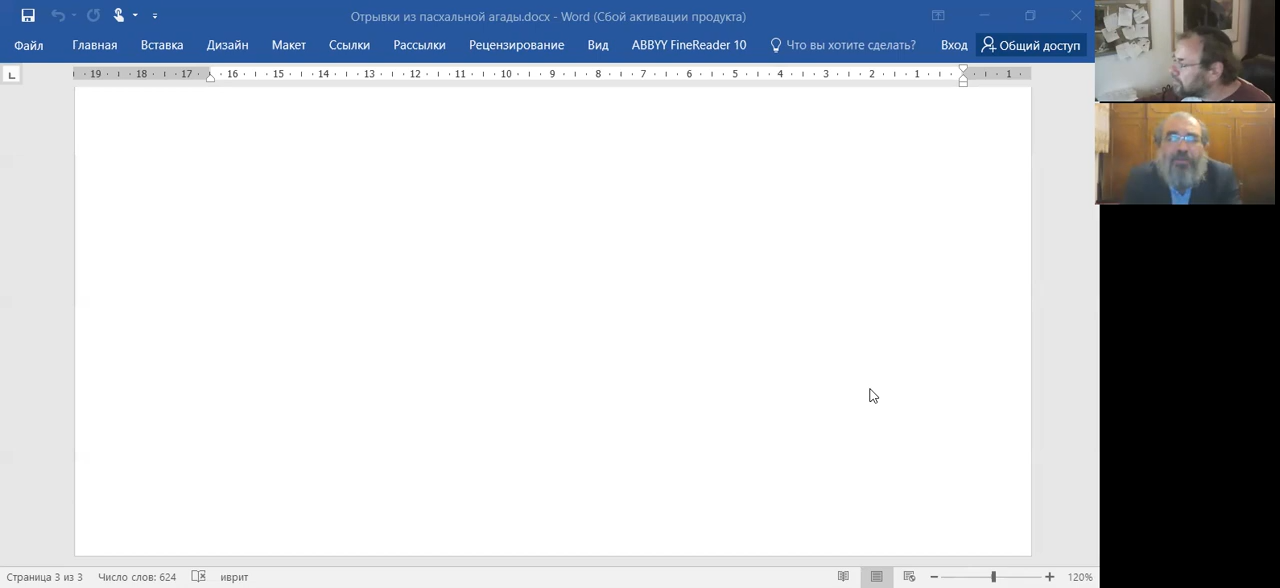 Отрывки из пасхальной агады.docx - Word (Сбой активации продукта)
Файл Главная Вставка Дизайн Макет Ссылки Рассылки Рецензирование Вид ABBYY FineReader 10 Что вы хотите сделать? Вход Общий доступ
19 18 17 16 15 14 13 12 11 10 9 8 7 6 5 4 3 2 1 1
Страница 3 из 3 Число слов: 624 иврит 120%